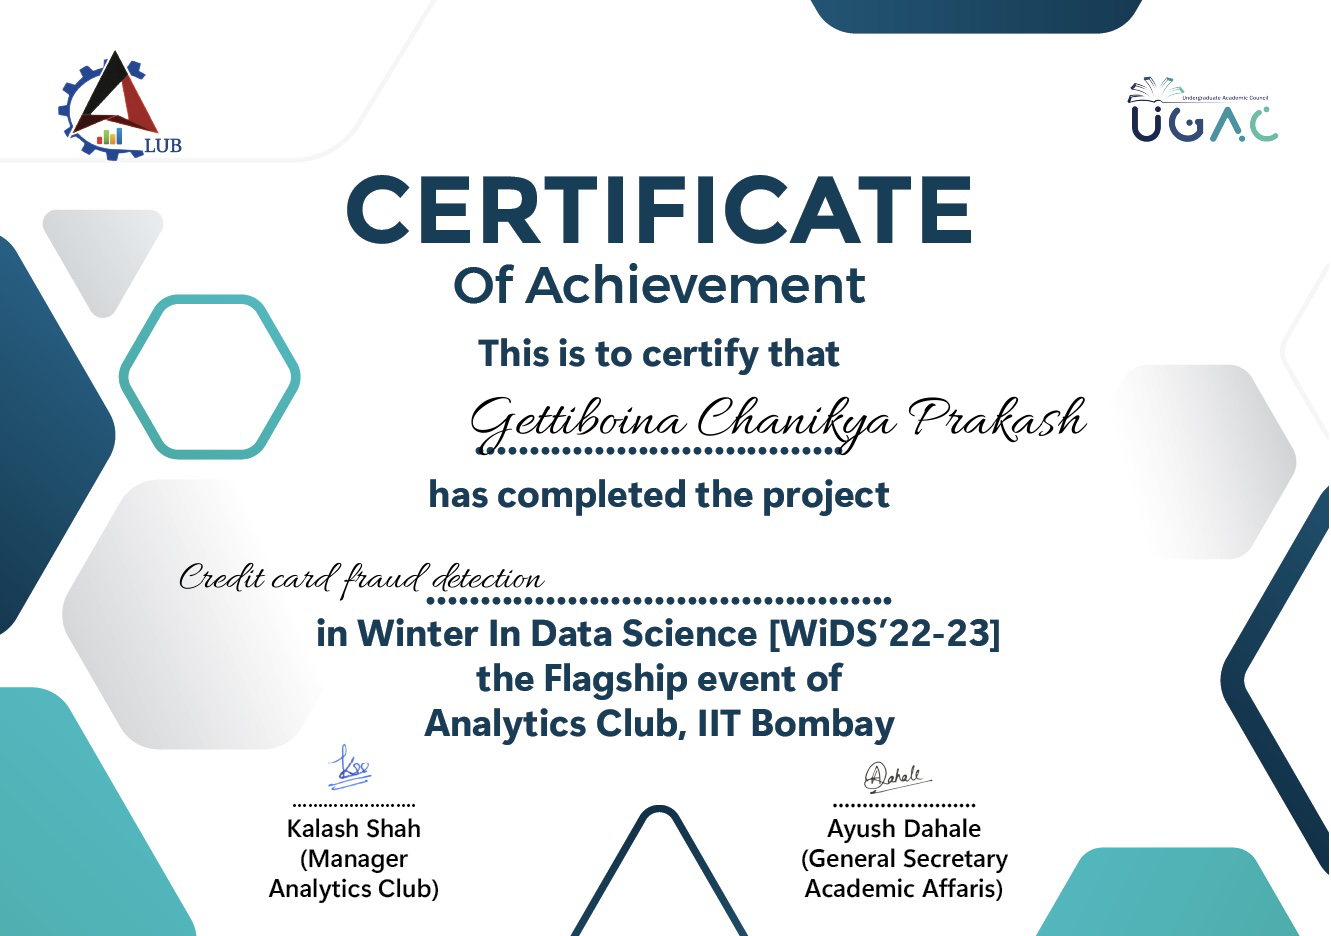 LUB
Undergraduate Academic Council
UGAC
CERTIFICATE
Of Achievement
This is to certify that
Gettiboina Chanikya Prakash
has completed the project
Credit card fraud detection
in Winter In Data Science [WiDS’22-23]
the Flagship event of
Analytics Club, IIT Bombay
Dahale
Kalash Shah
(Manager
Analytics Club)
Ayush Dahale
(General Secretary
Academic Affaris)